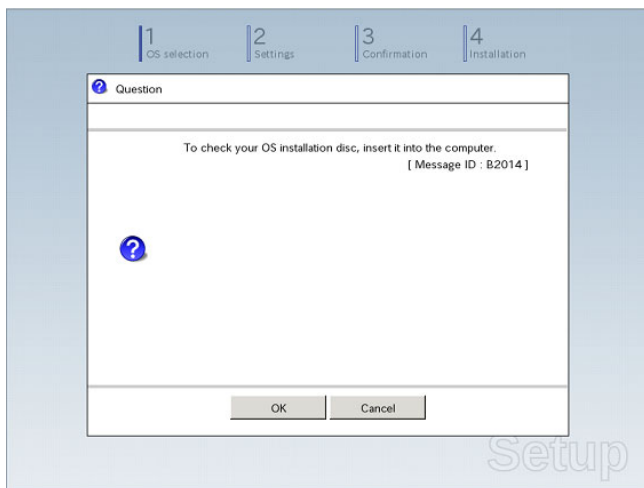 1 2 3 4
OS selection Settings Confirmation Installation
Question
To check your OS installation disc, insert it into the computer.
[ Message ID : B2014 ]
OK Cancel
Setup